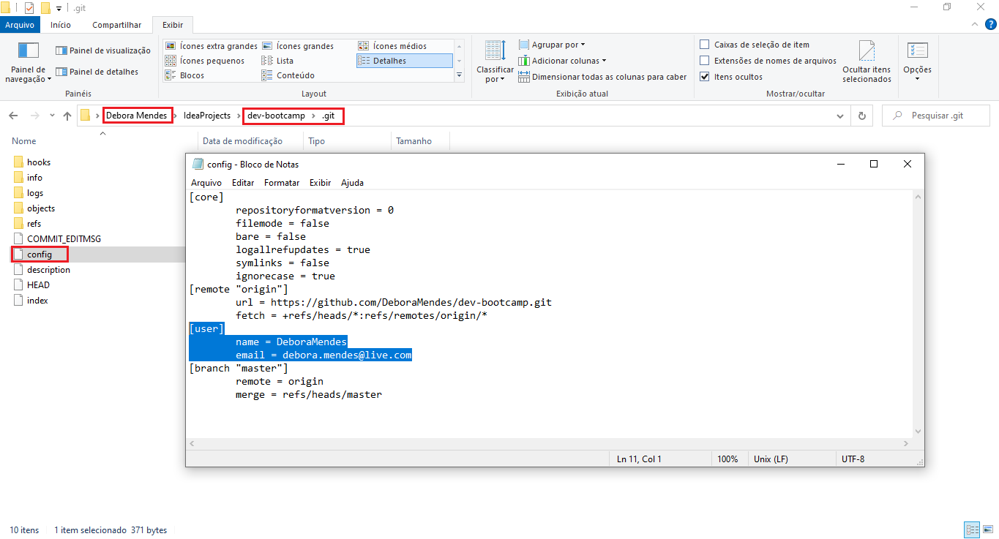 .git
Arquivo Início Compartilhar Exibir
Painel de navegação
Painel de visualização
Painel de detalhes
Painéis
Ícones extra grandes Ícones grandes Ícones médios
Ícones pequenos Lista Detalhes
Blocos Conteúdo
Layout
Classificar por
Agrupar por
Adicionar colunas
Dimensionar todas as colunas para caber
Exibição atual
Caixas de seleção de item
Extensões de nomes de arquivos
Itens ocultos
Ocultar itens selecionados
Mostrar/ocultar
Opções
Debora Mendes IdeaProjects dev-bootcamp .git
Pesquisar .git
Nome Data de modificação Tipo Tamanho
hooks
info
logs
objects
refs
COMMIT_EDITMSG
config
description
HEAD
index
config - Bloco de Notas
Arquivo Editar Formatar Exibir Ajuda
[core]
repositoryformatversion = 0
filemode = false
bare = false
logallrefupdates = true
symlinks = false
ignorecase = true
[remote "origin"]
url = https://github.com/DeboraMendes/dev-bootcamp.git
fetch = +refs/heads/*:refs/remotes/origin/*
[user]
name = DeboraMendes
email = debora.mendes@live.com
[branch "master"]
remote = origin
merge = refs/heads/master
Ln 11, Col 1 100% Unix (LF) UTF-8
10 itens 1 item selecionado 371 bytes